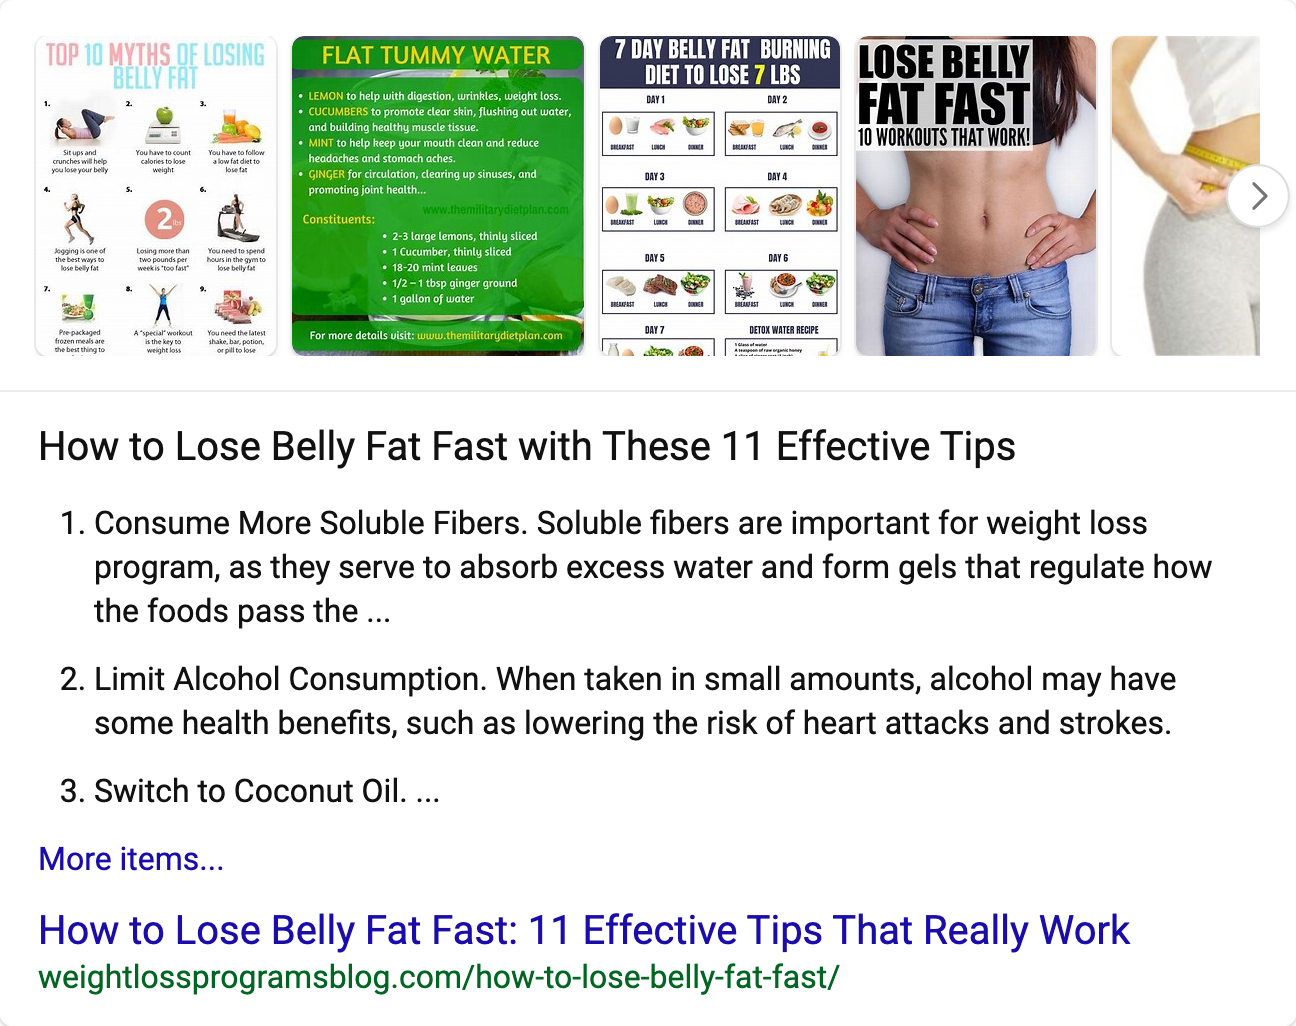 TOP 10 MYTHS OF LOSING
BELLY FAT
1.
2.
3.
Sit ups and
crunches will help
you lose your belly
You have to count
calories to lose
weight
You have to follow
a low fat diet to
lose fat
4.
5.
6.
2lbs
Jogging is one of
the best ways to
lose belly fat
Losing more than
two pounds per
week is "too fast"
You need to spend
hours in the gym to
lose belly fat
7.
8.
9.
Pre-packaged
frozen meals are
the best thing to
A "special" workout
is the key to
weight loss
You need the latest
shake, bar, potion,
or pill to lose
FLAT TUMMY WATER
• LEMON to help with digestion, wrinkles, weight loss.
• CUCUMBERS to promote clear skin, flushing out water,
and building healthy muscle tissue.
• MINT to help keep your mouth clean and reduce
headaches and stomach aches.
• GINGER for circulation, clearing up sinuses, and
promoting joint health...
www.themilitarydietplan.com
Constituents:
• 2-3 large lemons, thinly sliced
• 1 Cucumber, thinly sliced
• 18-20 mint leaves
• 1/2 – 1 tbsp ginger ground
• 1 gallon of water
For more details visit: www.themilitarydietplan.com
7 DAY BELLY FAT BURNING
DIET TO LOSE 7 LBS
DAY 1
DAY 2
BREAKFAST LUNCH DINNER
BREAKFAST LUNCH DINNER
DAY 3
DAY 4
BREAKFAST LUNCH DINNER
BREAKFAST LUNCH DINNER
DAY 5
DAY 6
BREAKFAST LUNCH DINNER
BREAKFAST LUNCH DINNER
DAY 7
DETOX WATER RECIPE
1 Glass of water
A teaspoon of raw organic honey
LOSE BELLY
FAT FAST
10 WORKOUTS THAT WORK!
How to Lose Belly Fat Fast with These 11 Effective Tips
1. Consume More Soluble Fibers. Soluble fibers are important for weight loss
program, as they serve to absorb excess water and form gels that regulate how
the foods pass the ...
2. Limit Alcohol Consumption. When taken in small amounts, alcohol may have
some health benefits, such as lowering the risk of heart attacks and strokes.
3. Switch to Coconut Oil. ...
More items...
How to Lose Belly Fat Fast: 11 Effective Tips That Really Work
weightlossprogramsblog.com/how-to-lose-belly-fat-fast/